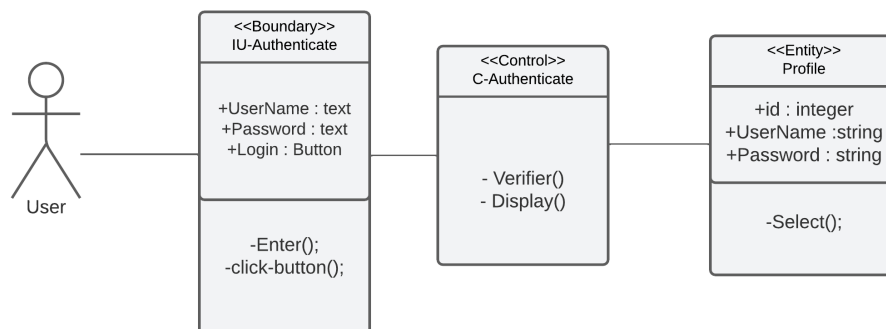 User
<<Boundary>>
IU-Authenticate
+UserName : text
+Password : text
+Login : Button
-Enter();
-click-button();
<<Control>>
C-Authenticate
- Verifier()
- Display()
<<Entity>>
Profile
+id : integer
+UserName :string
+Password : string
-Select();